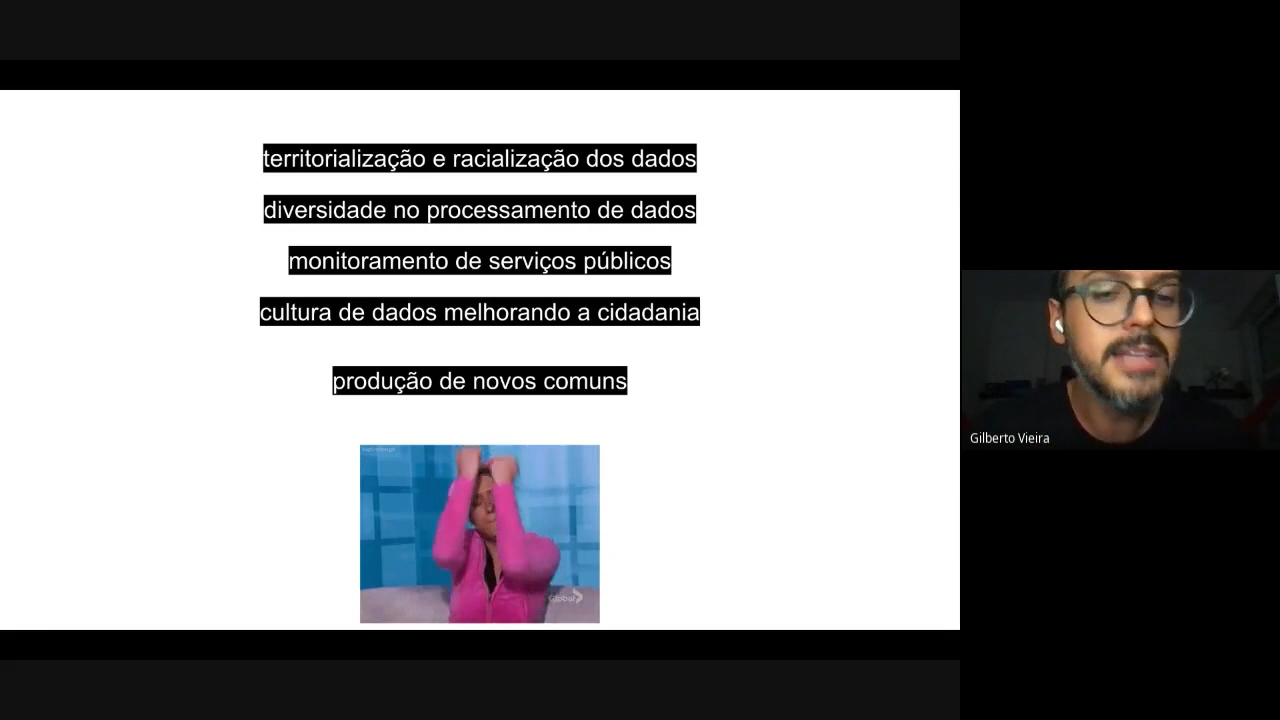 territorialização e racialização dos dados
diversidade no processamento de dados
monitoramento de serviços públicos
cultura de dados melhorando a cidadania
produção de novos comuns
Global
Gilberto Vieira